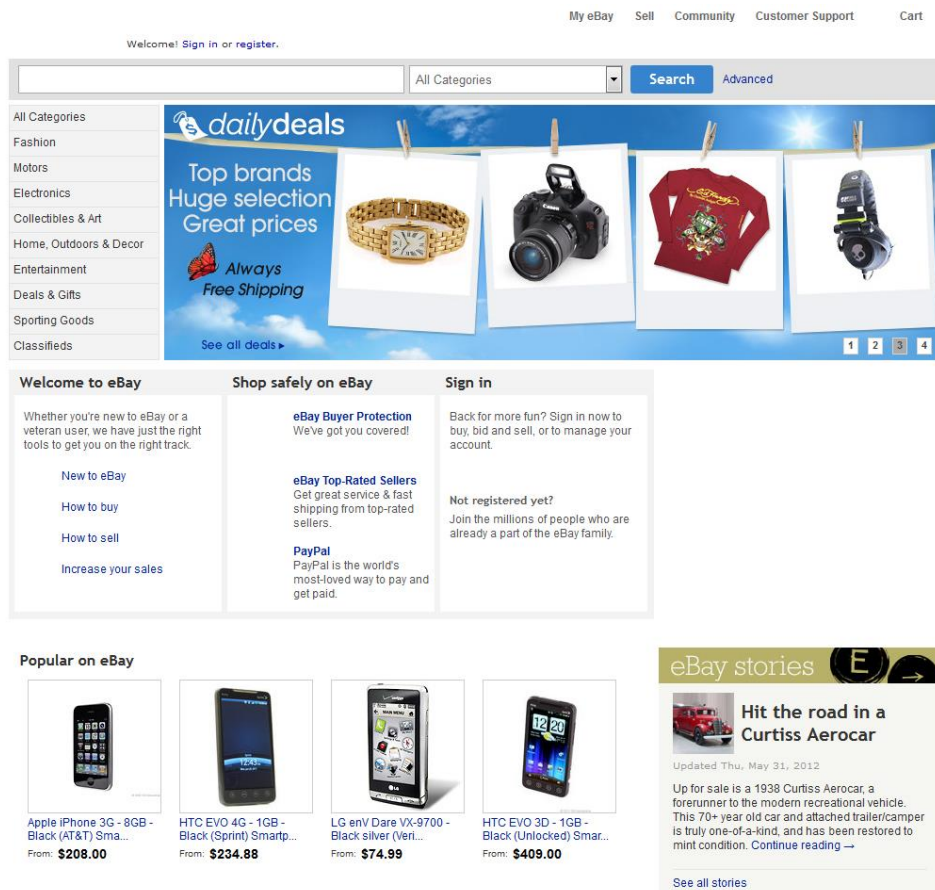 My eBay Sell Community Customer Support Cart
Welcome! Sign in or register.
All Categories Search Advanced
All Categories
Fashion
Motors
Electronics
Collectibles & Art
Home, Outdoors & Decor
Entertainment
Deals & Gifts
Sporting Goods
Classifieds
dailydeals
Top brands
Huge selection
Great prices
Always
Free Shipping
See all deals
1 2 3 4
Welcome to eBay
Whether you're new to eBay or a
veteran user, we have just the right
tools to get you on the right track.
New to eBay
How to buy
How to sell
Increase your sales
Shop safely on eBay
eBay Buyer Protection
We've got you covered!
eBay Top-Rated Sellers
Get great service & fast
shipping from top-rated
sellers.
PayPal
PayPal is the world's
most-loved way to pay and
get paid.
Sign in
Back for more fun? Sign in now to
buy, bid and sell, or to manage your
account.
Not registered yet?
Join the millions of people who are
already a part of the eBay family.
Popular on eBay
Apple iPhone 3G - 8GB -
Black (AT&T) Sma...
From: $208.00
HTC EVO 4G - 1GB -
Black (Sprint) Smartp...
From: $234.88
LG enV Dare VX-9700 -
Black silver (Veri...
From: $74.99
HTC EVO 3D - 1GB -
Black (Unlocked) Smar...
From: $409.00
eBay stories
E →
Hit the road in a
Curtiss Aerocar
Updated Thu, May 31, 2012
Up for sale is a 1938 Curtiss Aerocar, a
forerunner to the modern recreational vehicle.
This 70+ year old car and attached trailer/camper
is truly one-of-a-kind, and has been restored to
mint condition. Continue reading →
See all stories